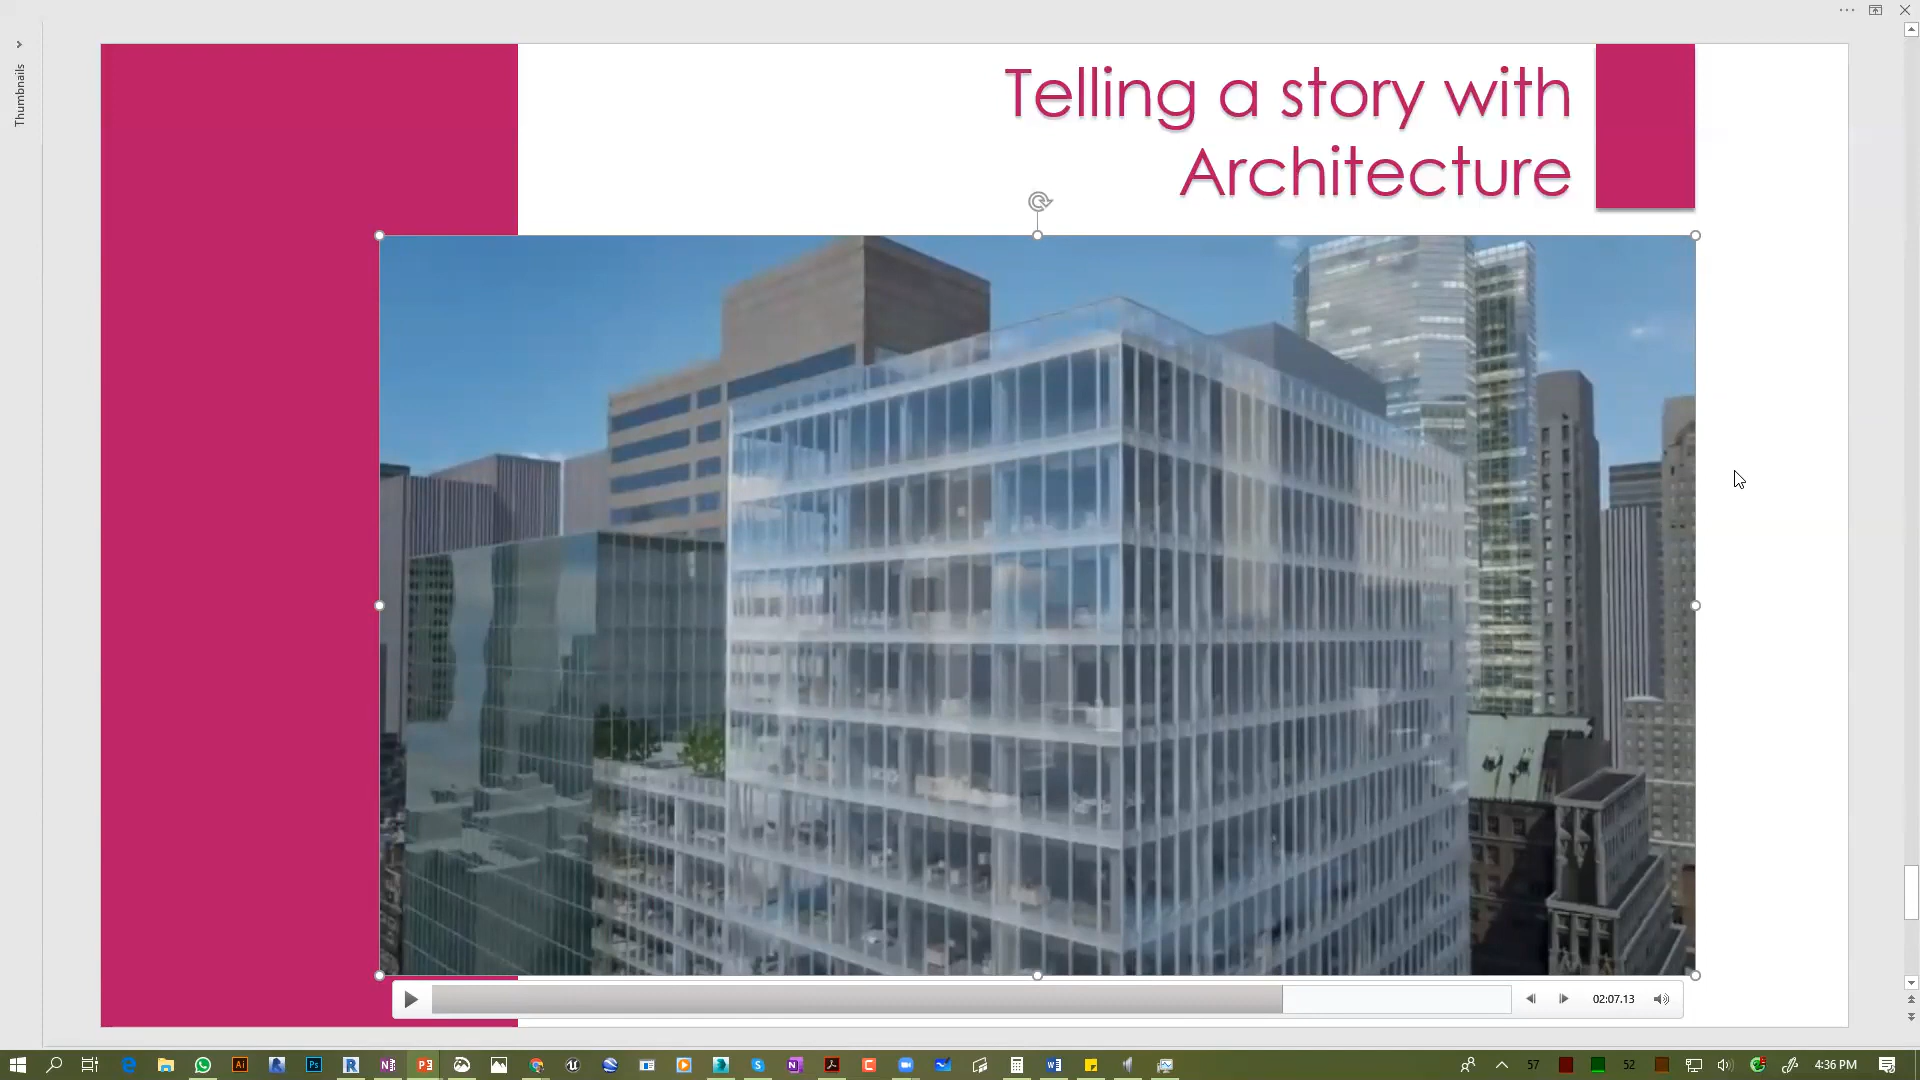 Thumbnails
Telling a story with
Architecture
02:07.13
57
52
4:36 PM